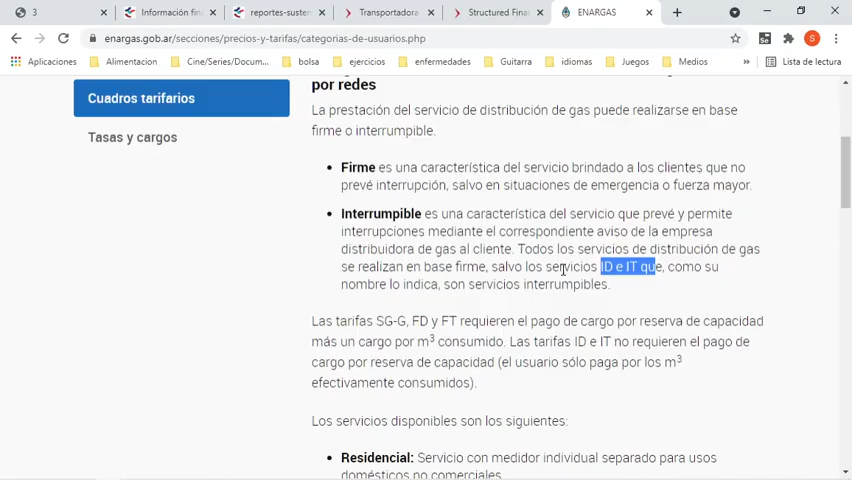 3
Información fin
reportes-susten
Transportadora
Structured Finan
ENARGAS
enargas.gob.ar/secciones/precios-y-tarifas/categorias-de-usuarios.php
Aplicaciones
Alimentacion
Cine/Series/Docum...
bolsa
ejercicios
enfermedades
Guitarra
idiomas
Juegos
Medios
Lista de lectura
Cuadros tarifarios
Tasas y cargos
por redes
La prestación del servicio de distribución de gas puede realizarse en base
firme o interrumpible.
Firme es una característica del servicio brindado a los clientes que no
prevé interrupción, salvo en situaciones de emergencia o fuerza mayor.
Interrumpible es una característica del servicio que prevé y permite
interrupciones mediante el correspondiente aviso de la empresa
distribuidora de gas al cliente. Todos los servicios de distribución de gas
se realizan en base firme, salvo los servicios ID e IT que, como su
nombre lo indica, son servicios interrumpibles.
Las tarifas SG-G, FD y FT requieren el pago de cargo por reserva de capacidad
más un cargo por m3 consumido. Las tarifas ID e IT no requieren el pago de
cargo por reserva de capacidad (el usuario sólo paga por los m3
efectivamente consumidos).
Los servicios disponibles son los siguientes:
Residencial: Servicio con medidor individual separado para usos
domésticos no comerciales